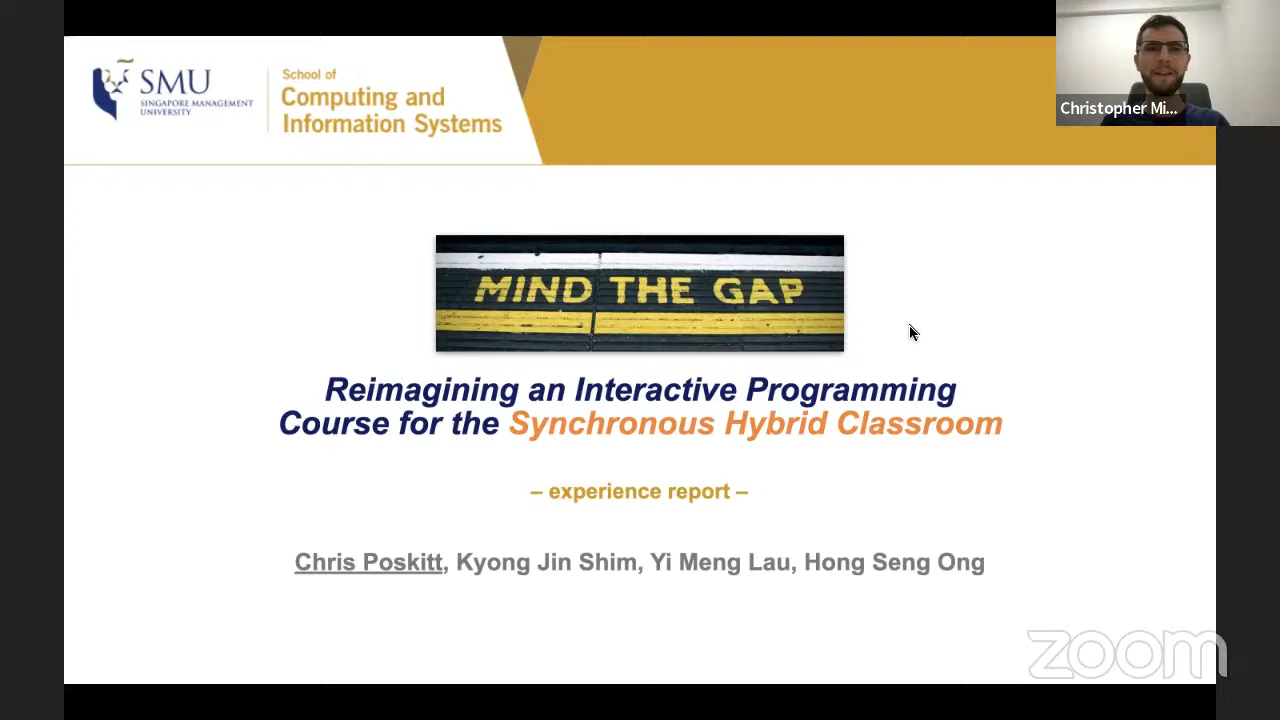 SMU
SINGAPORE MANAGEMENT
UNIVERSITY
School of
Computing and
Information Systems
Christopher Mi...
MIND THE GAP
Reimagining an Interactive Programming
Course for the Synchronous Hybrid Classroom
– experience report –
Chris Poskitt, Kyong Jin Shim, Yi Meng Lau, Hong Seng Ong
zoom